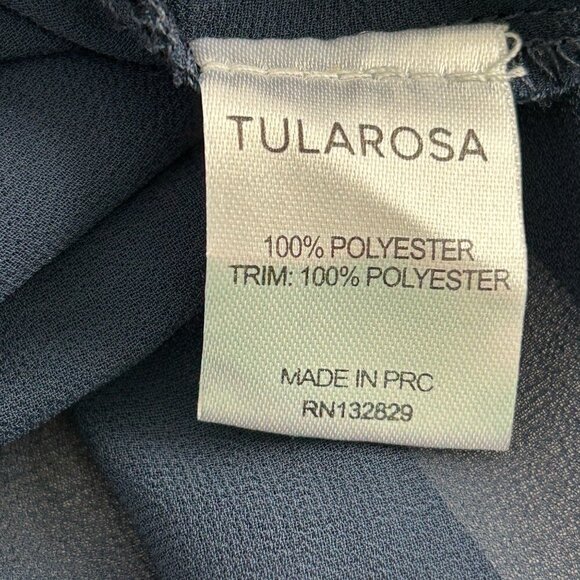 TULAROSA
100% POLYESTER
TRIM: 100% POLYESTER
MADE IN PRC
RN132829